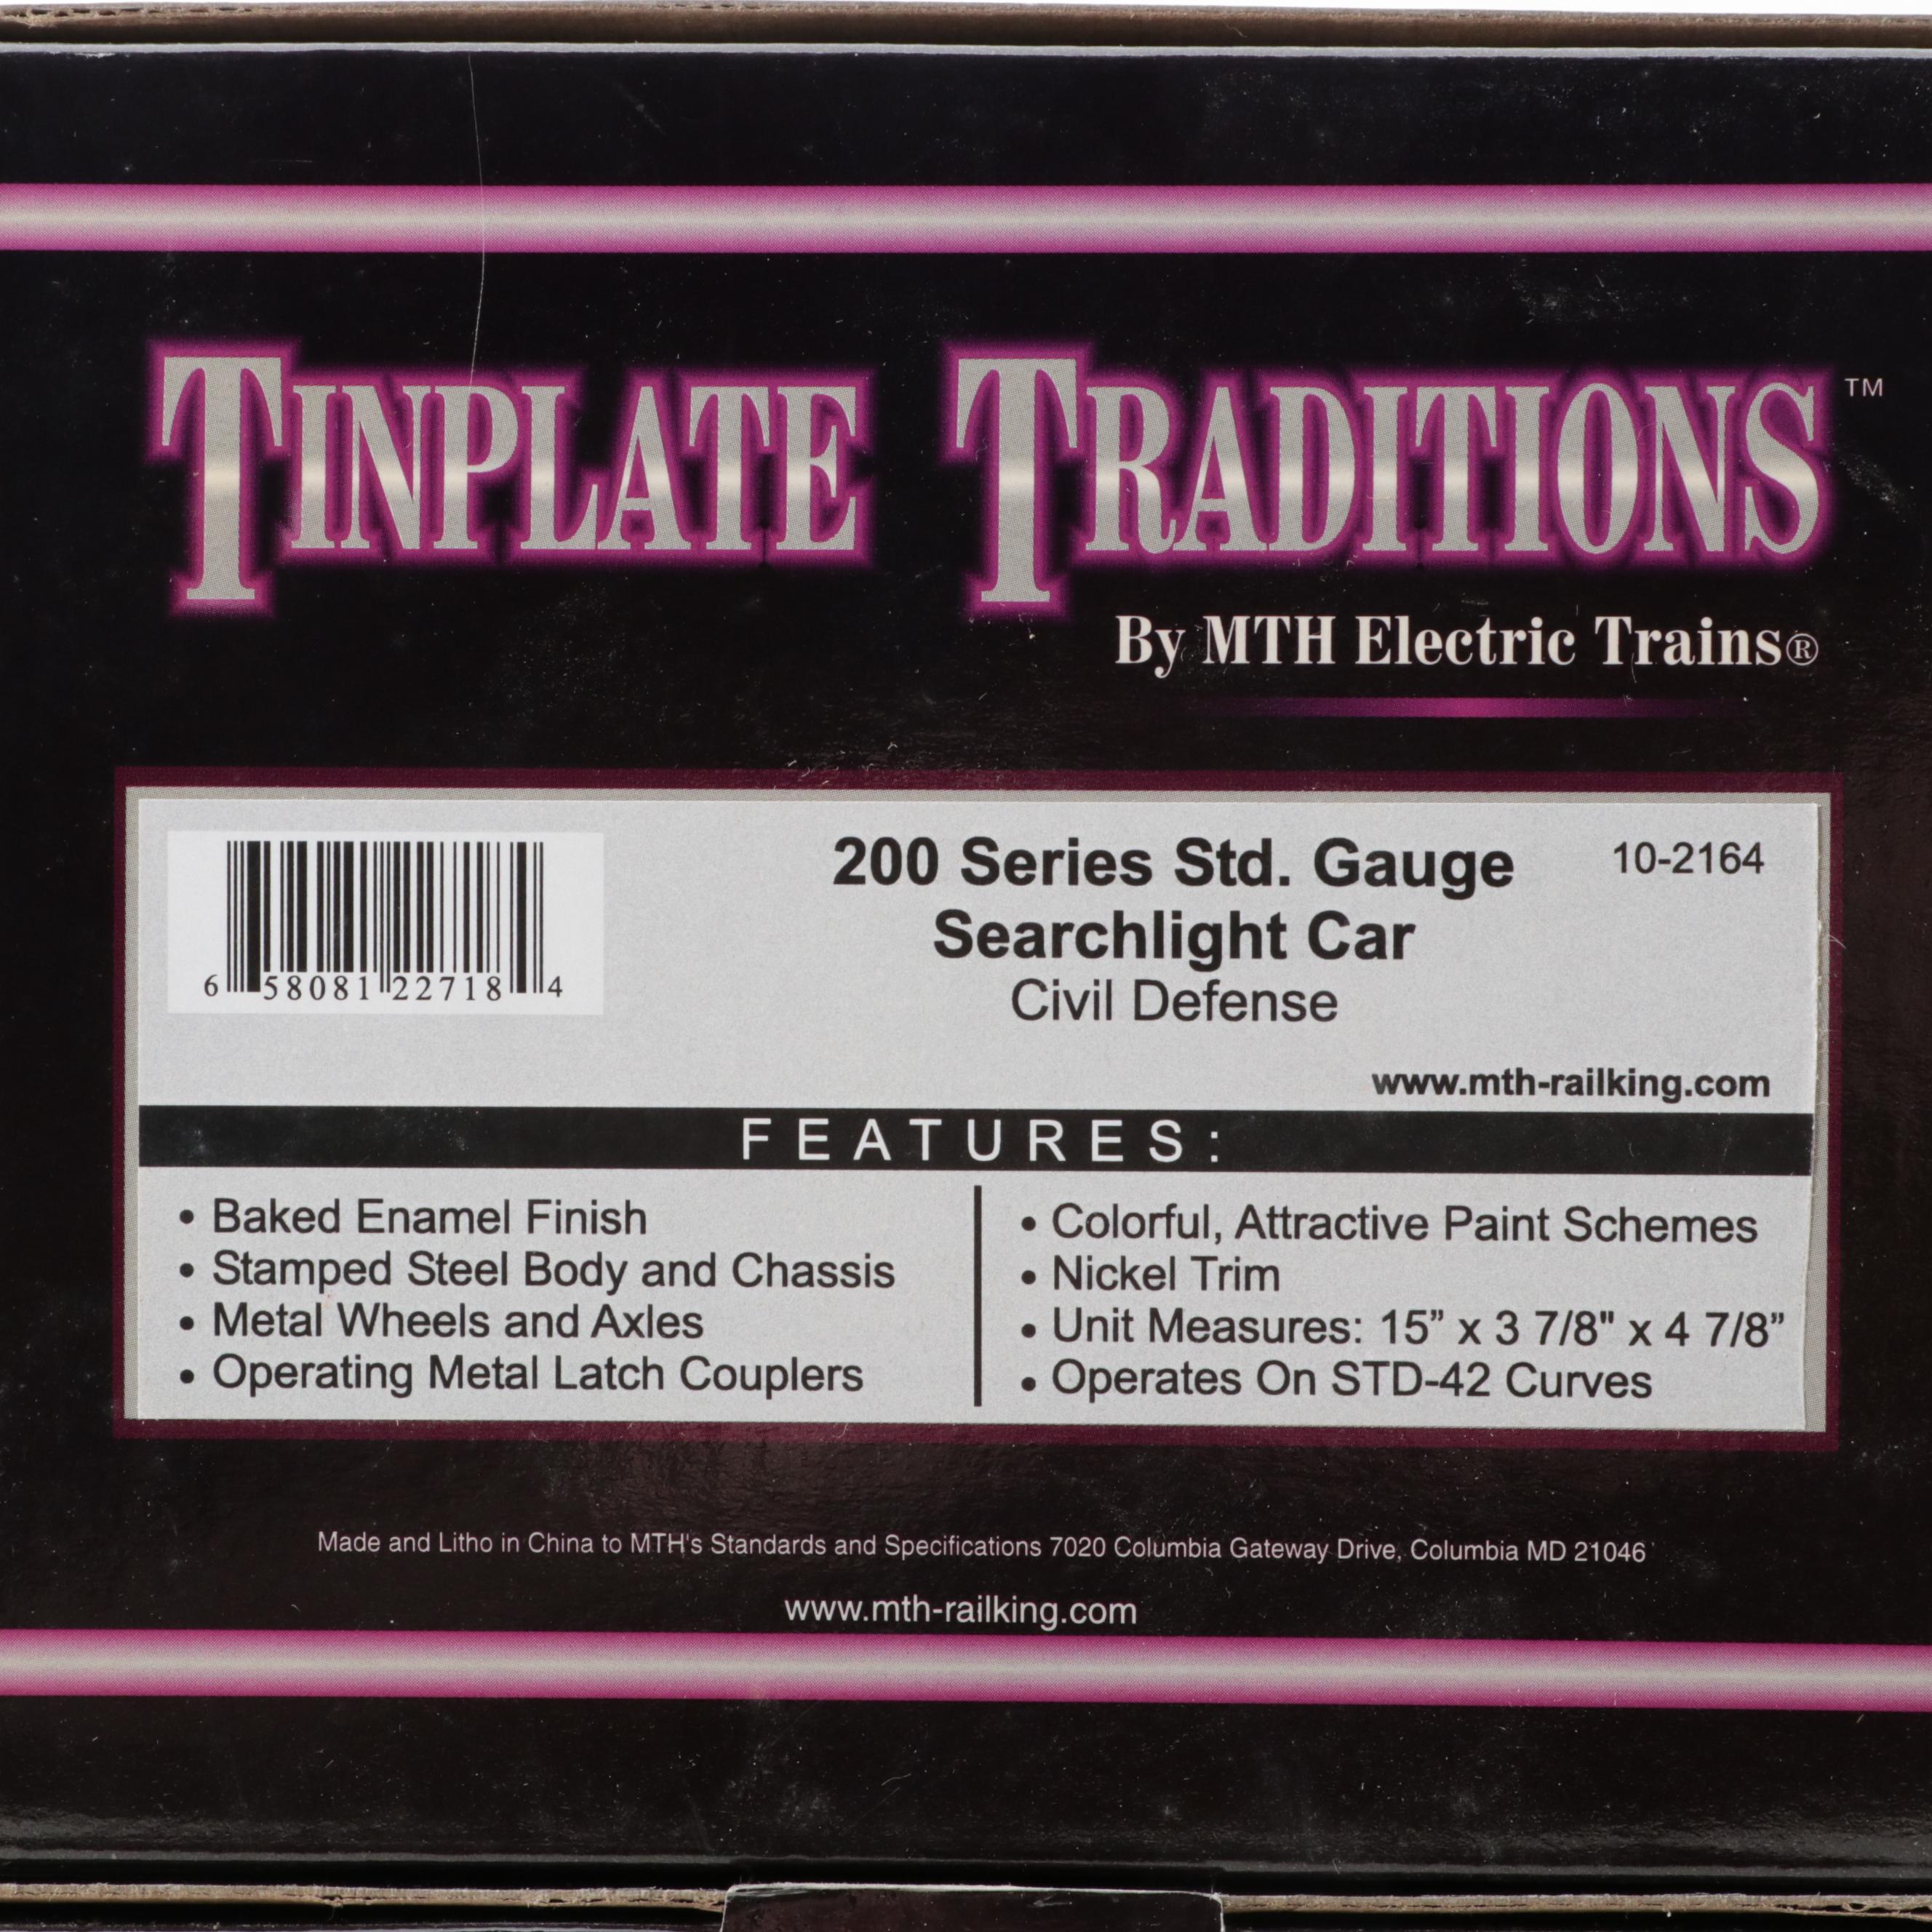 TINPLATE TRADITIONS™
By MTH Electric Trains®
200 Series Std. Gauge
10-2164
Searchlight Car
Civil Defense
6 58081 22718 4
www.mth-railking.com
FEATURES:
• Baked Enamel Finish
• Stamped Steel Body and Chassis
• Metal Wheels and Axles
• Operating Metal Latch Couplers
• Colorful, Attractive Paint Schemes
• Nickel Trim
• Unit Measures: 15” x 3 7/8" x 4 7/8”
• Operates On STD-42 Curves
Made and Litho in China to MTH's Standards and Specifications 7020 Columbia Gateway Drive, Columbia MD 21046
www.mth-railking.com